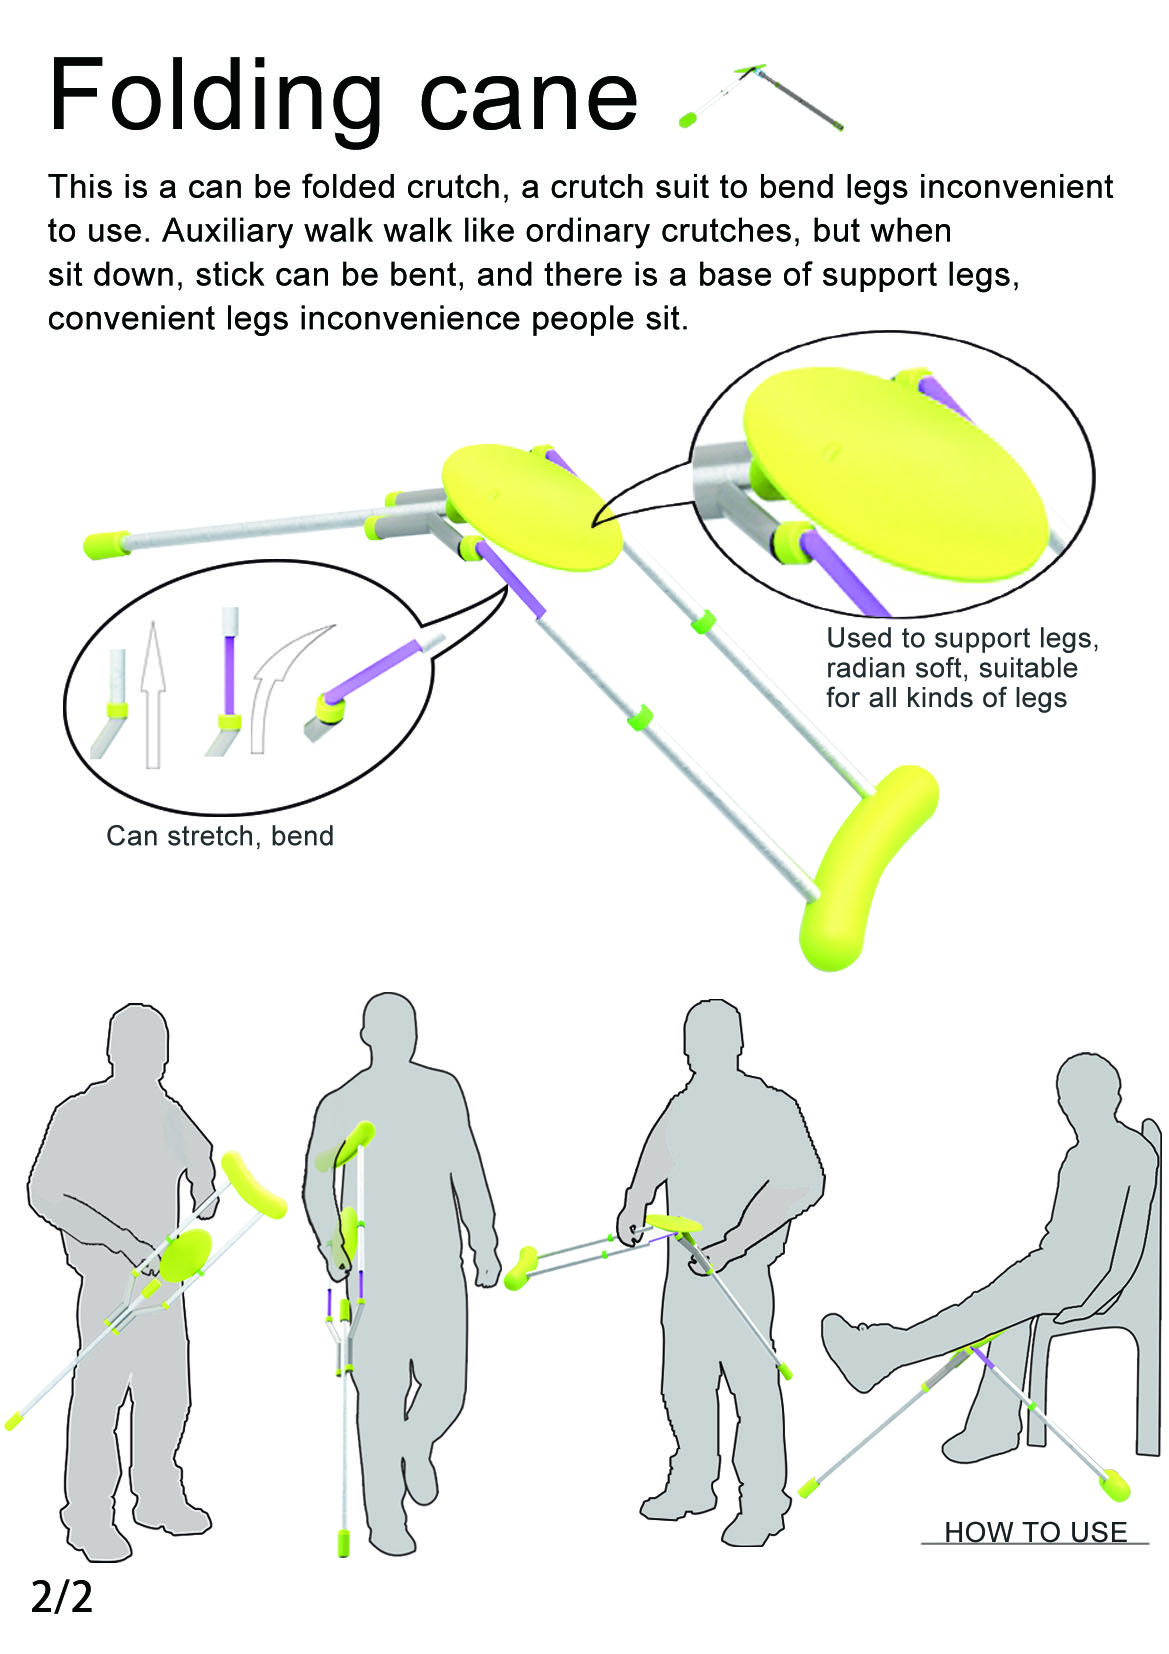 Folding cane
This is a can be folded crutch, a crutch suit to bend legs inconvenient
to use. Auxiliary walk walk like ordinary crutches, but when
sit down, stick can be bent, and there is a base of support legs,
convenient legs inconvenience people sit.
Used to support legs,
radian soft, suitable
for all kinds of legs
Can stretch, bend
HOW TO USE
2/2